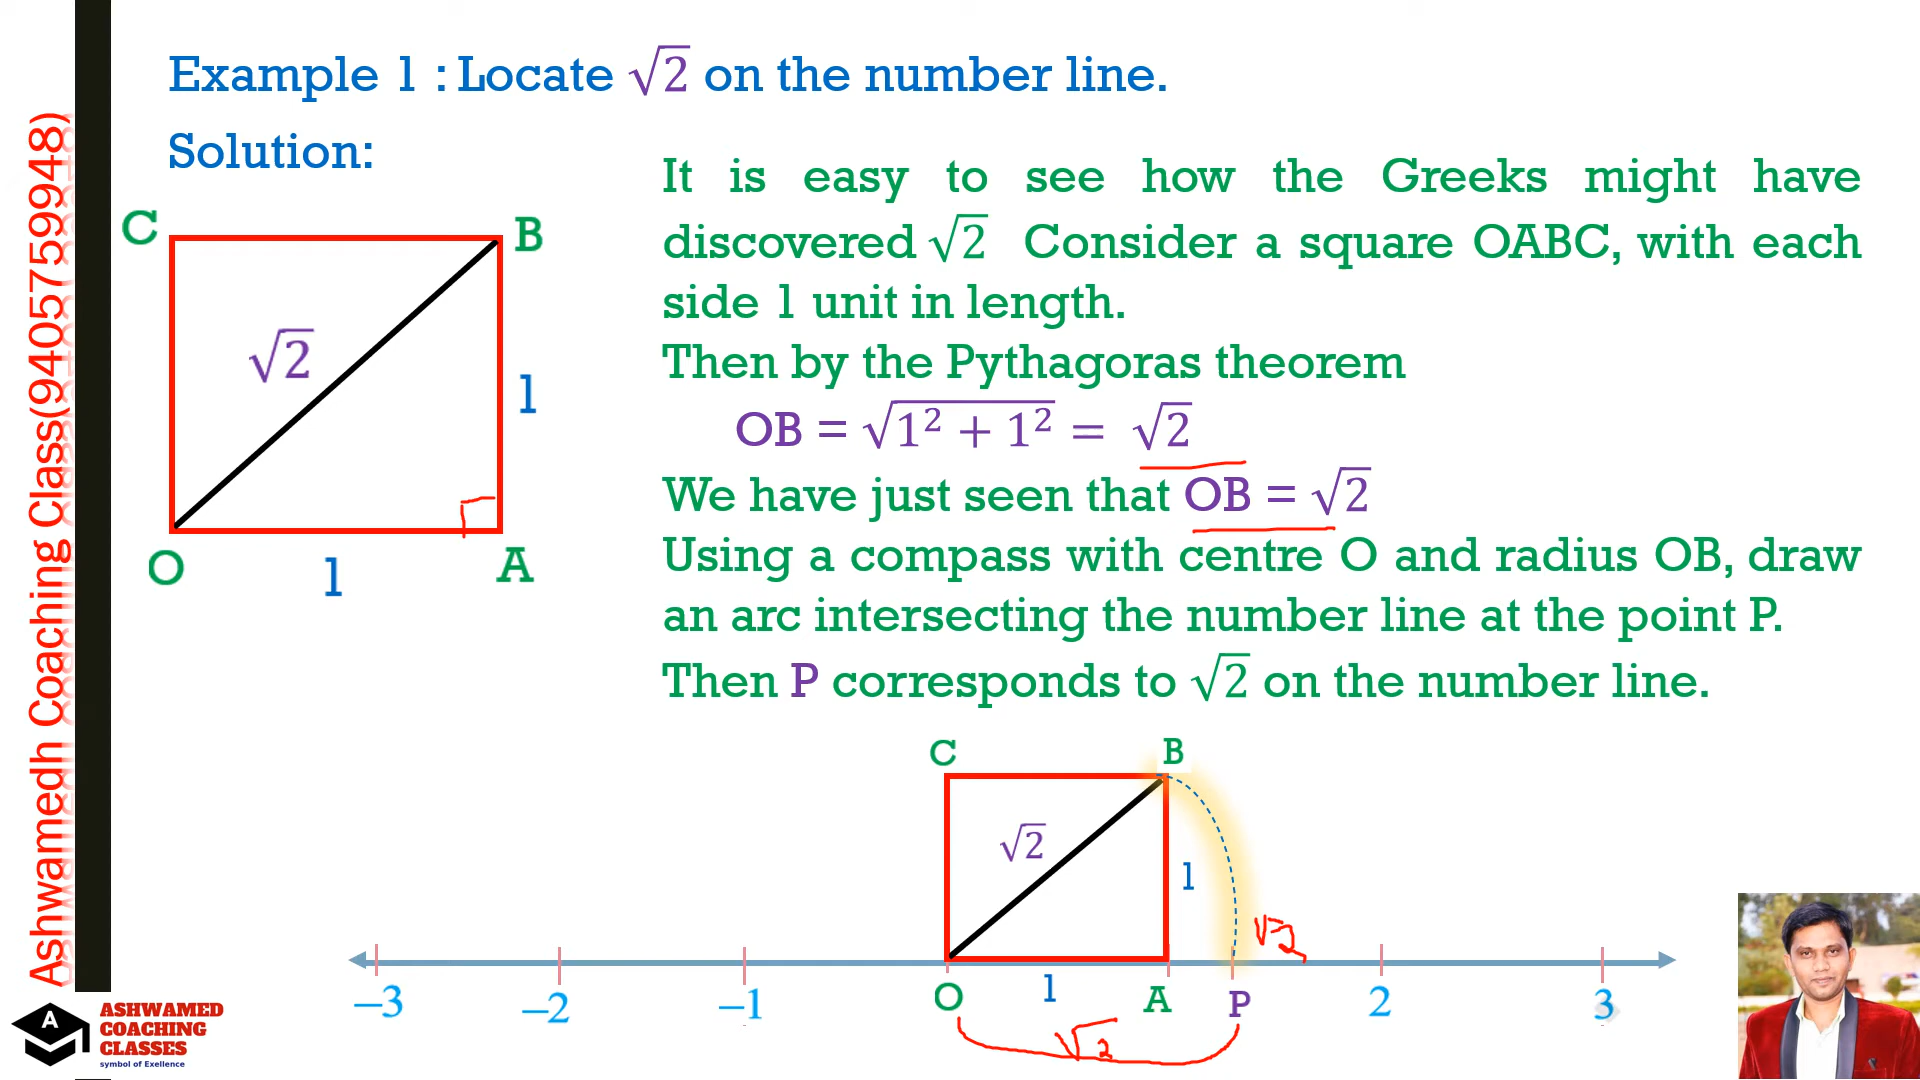 Example 1 : Locate √2 on the number line.
Solution:
It is easy to see how the Greeks might have
discovered √2 Consider a square OABC, with each
side 1 unit in length.
Then by the Pythagoras theorem
OB = √1² + 1² = √2
We have just seen that OB = √2
Using a compass with centre O and radius OB, draw
an arc intersecting the number line at the point P.
Then P corresponds to √2 on the number line.
C B
√2
1
O 1 A
C B
√2
1
√2
–3 –2 –1 O 1 A P 2 3
√2
Ashwamedh Coaching Class(9405759948)
A
ASHWAMED
COACHING
CLASSES
symbol of Exellence